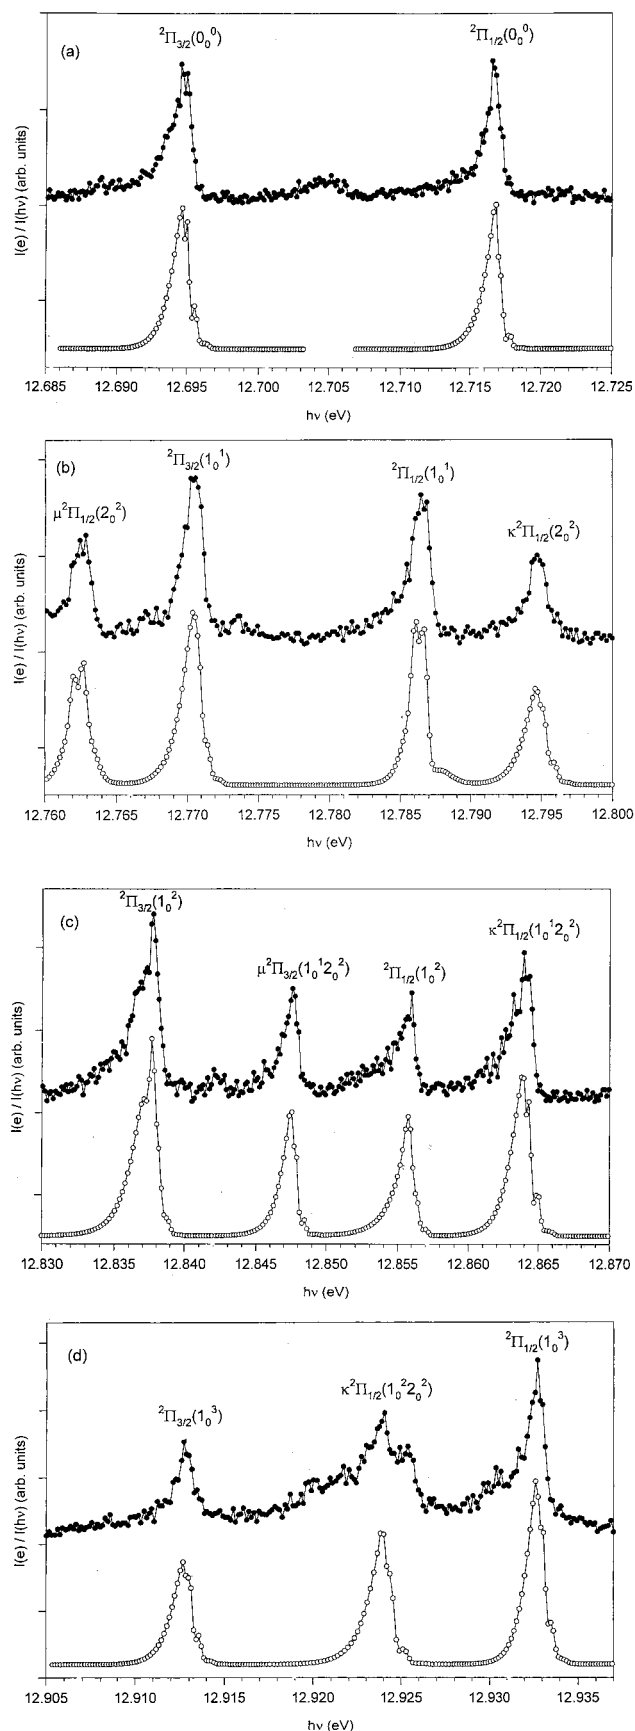 (a)
²Π₃/₂(0₀⁰)
²Π₁/₂(0₀⁰)
I(e) / I(hν) (arb. units)
12.685 12.690 12.695 12.700 12.705 12.710 12.715 12.720 12.725
hν (eV)
(b)
²Π₃/₂(1₀¹)
²Π₁/₂(1₀¹)
μ²Π₁/₂(2₀²)
κ²Π₁/₂(2₀²)
I(e) / I(hν) (arb. units)
12.760 12.765 12.770 12.775 12.780 12.785 12.790 12.795 12.800
hν (eV)
(c)
²Π₃/₂(1₀²)
μ²Π₃/₂(1₀¹2₀²)
²Π₁/₂(1₀²)
κ²Π₁/₂(1₀¹2₀²)
I(e) / I(hν) (arb. units)
12.830 12.835 12.840 12.845 12.850 12.855 12.860 12.865 12.870
hν (eV)
(d)
²Π₃/₂(1₀³)
κ²Π₁/₂(1₀²2₀²)
²Π₁/₂(1₀³)
I(e) / I(hν) (arb. units)
12.905 12.910 12.915 12.920 12.925 12.930 12.935
hν (eV)